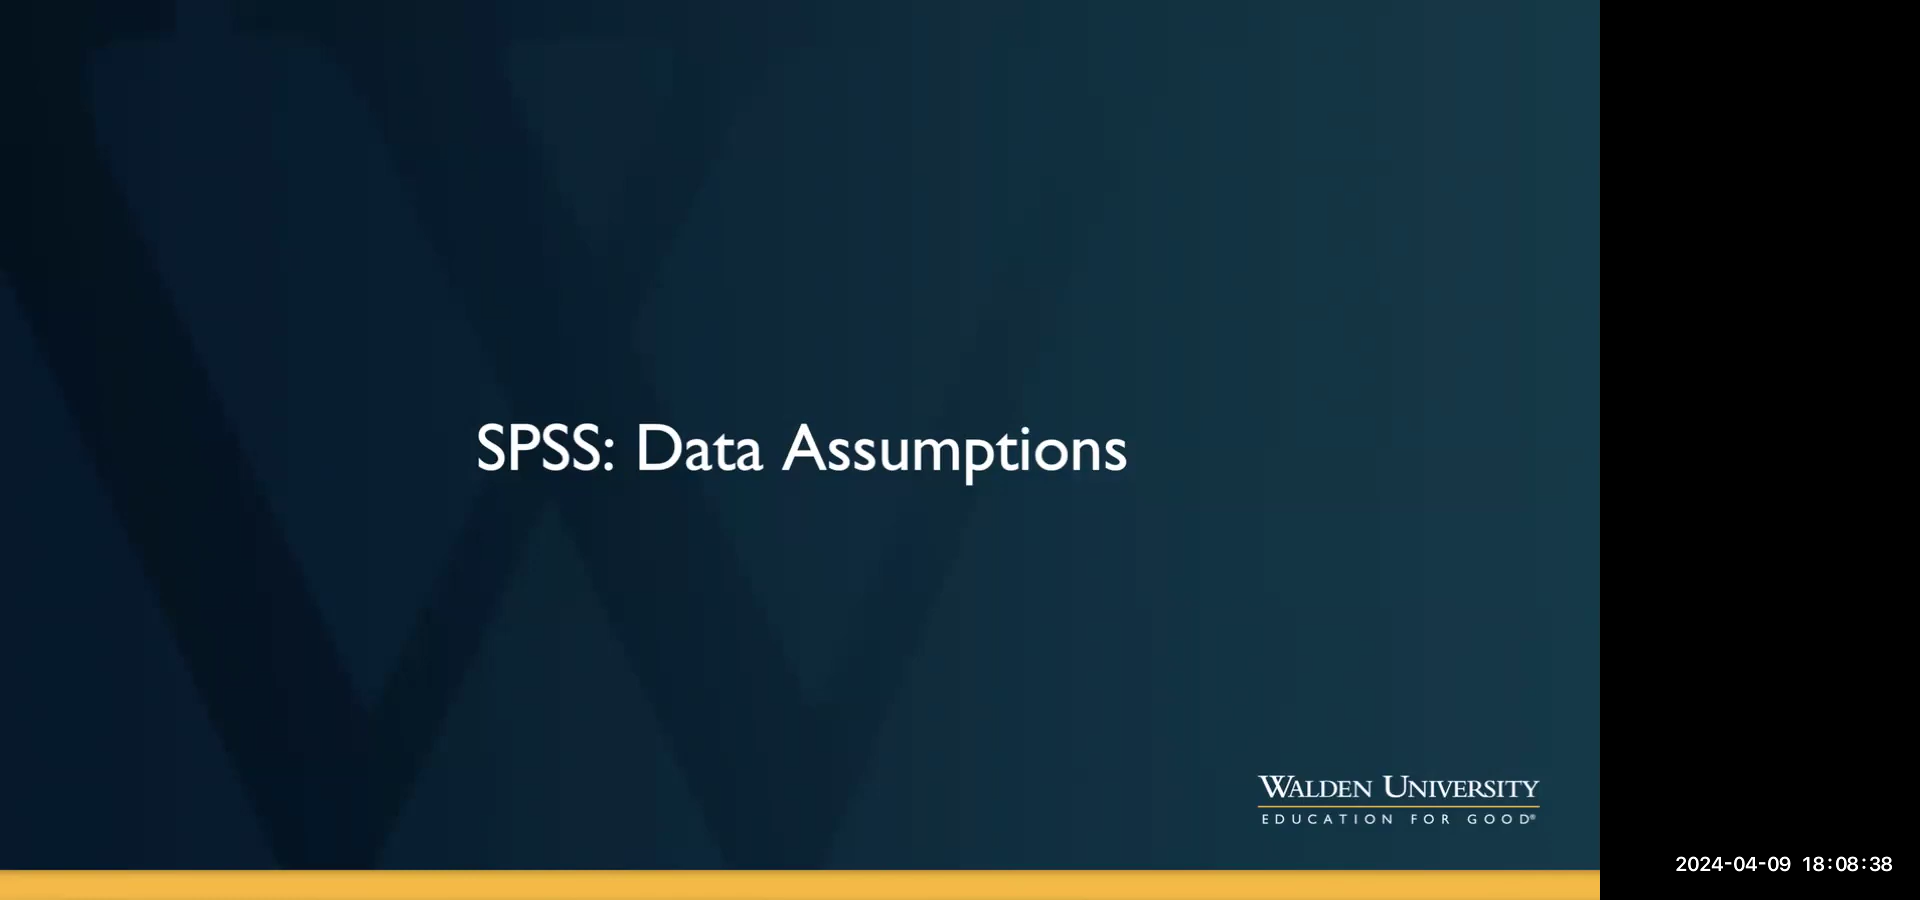 SPSS: Data Assumptions
WALDEN UNIVERSITY
EDUCATION FOR GOOD®
2024-04-09 18:08:38